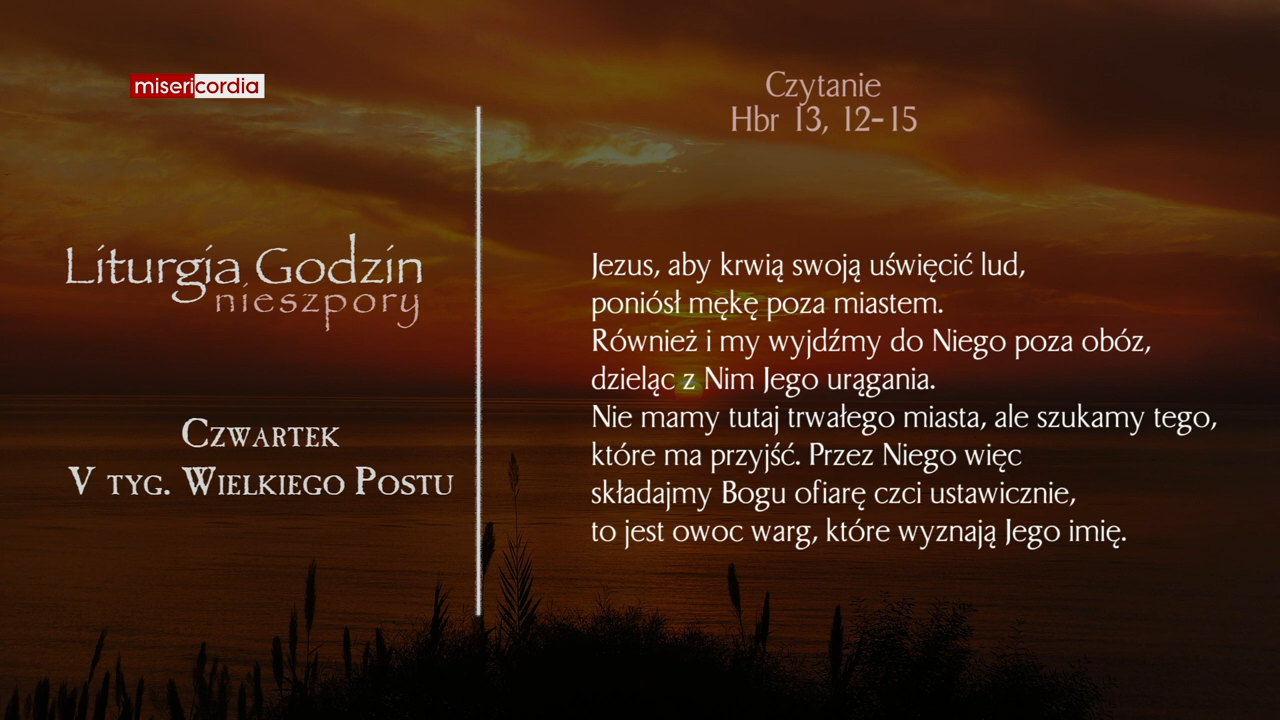 misericordia
Czytanie
Hbr 13, 12-15
Liturgia Godzin
nieszpory
Czwartek
V tyg. Wielkiego Postu
Jezus, aby krwią swoją uświęcić lud,
poniósł mękę poza miastem.
Również i my wyjdźmy do Niego poza obóz,
dzieląc z Nim Jego urągania.
Nie mamy tutaj trwałego miasta, ale szukamy tego,
które ma przyjść. Przez Niego więc
składajmy Bogu ofiarę czci ustawicznie,
to jest owoc warg, które wyznają Jego imię.